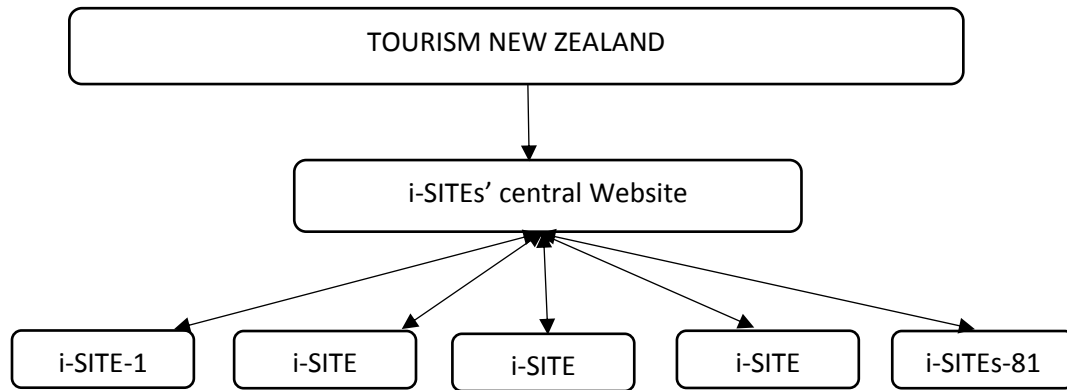 TOURISM NEW ZEALAND
i-SITEs’ central Website
i-SITE-1
i-SITE
i-SITE
i-SITE
i-SITEs-81